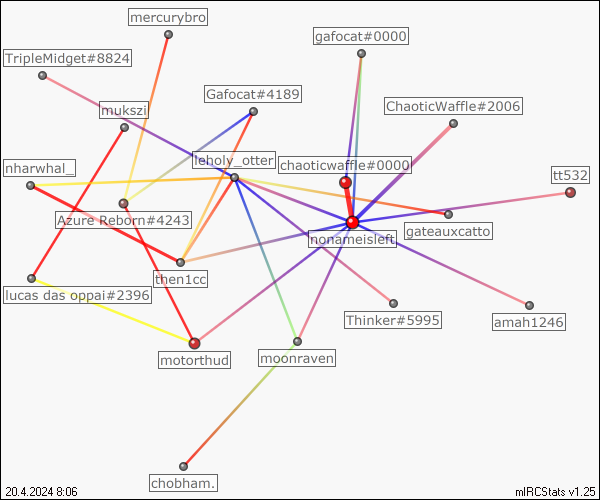 mercurybro
gafocat#0000
TripleMidget#8824
Gafocat#4189
ChaoticWaffle#2006
mukszi
leholy_otter
chaoticwaffle#0000
nharwhal_
tt532
Azure Reborn#4243
nonameisleft
gateauxcatto
then1cc
lucas das oppai#2396
Thinker#5995
amah1246
motorthud
moonraven
chobham.
20.4.2024 8:06
mIRCStats v1.25